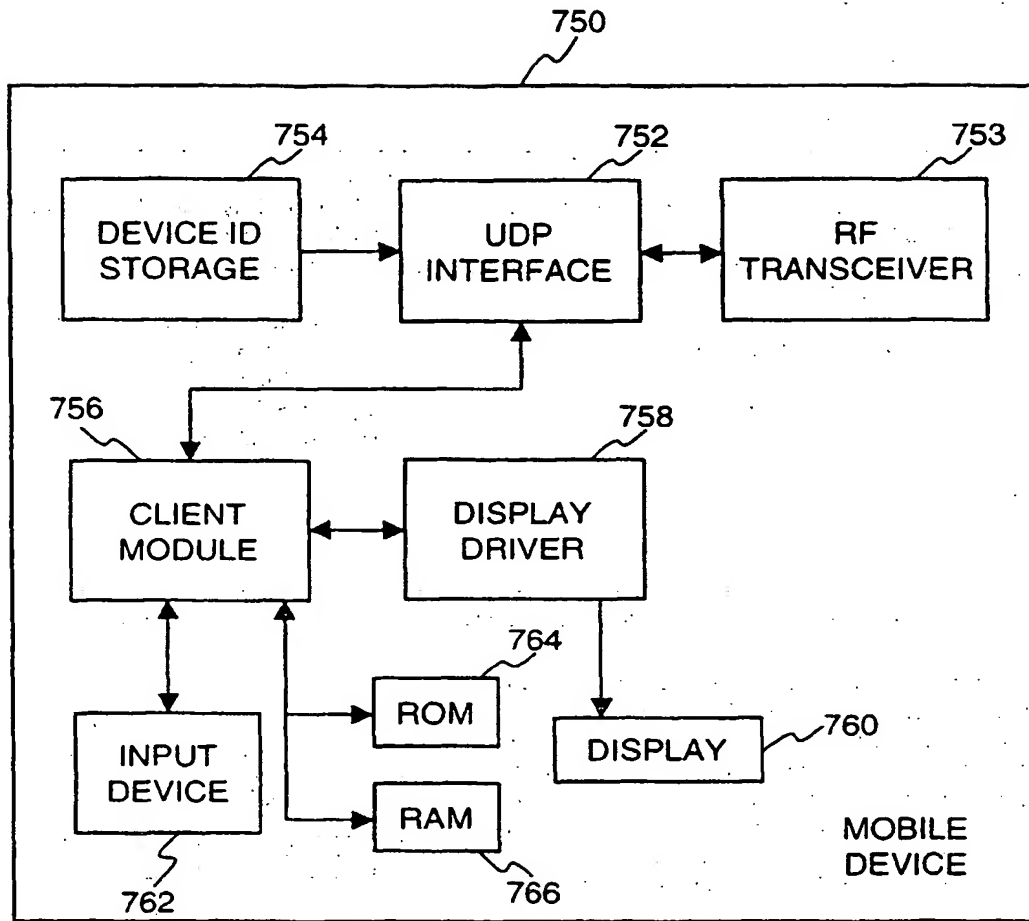 750
754
752
753
DEVICE ID
STORAGE
UDP
INTERFACE
RF
TRANSCEIVER
756
758
CLIENT
MODULE
DISPLAY
DRIVER
764
ROM
760
DISPLAY
INPUT
DEVICE
RAM
762
766
MOBILE
DEVICE